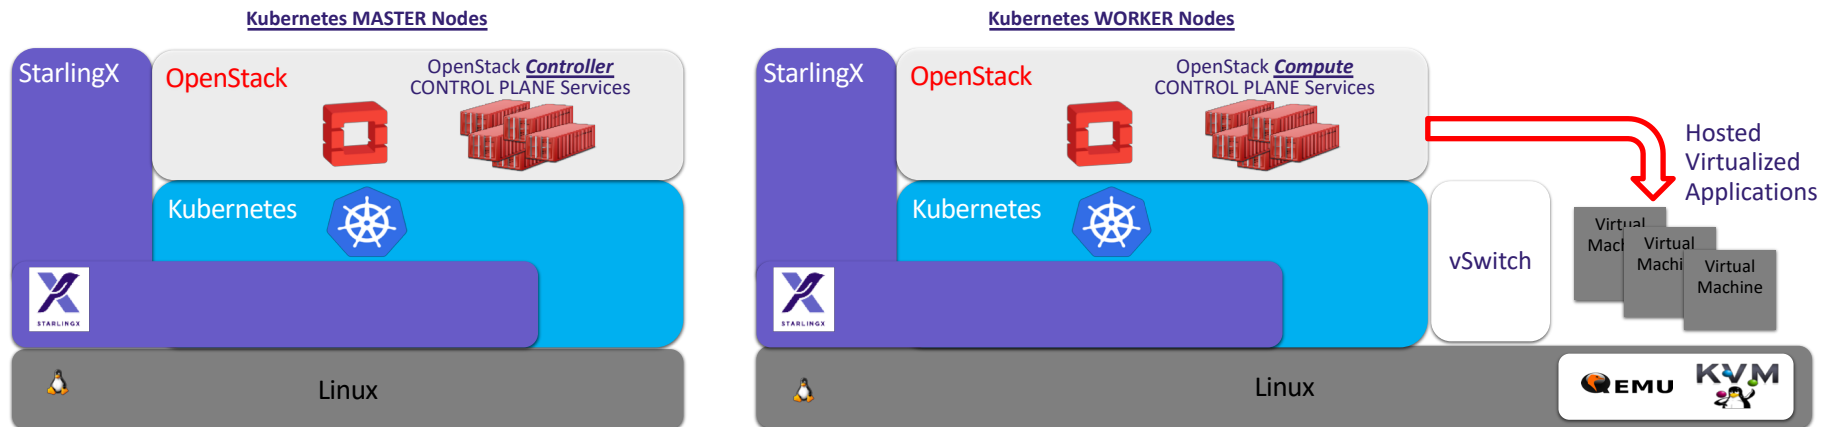 Kubernetes MASTER Nodes
StarlingX
OpenStack
OpenStack Controller
CONTROL PLANE Services
Kubernetes
STARLINGX
Linux
Kubernetes WORKER Nodes
StarlingX
OpenStack
OpenStack Compute
CONTROL PLANE Services
Kubernetes
STARLINGX
vSwitch
Hosted
Virtualized
Applications
Virtual
Virtual
Virtual
Machine
Linux
QEMU
KVM